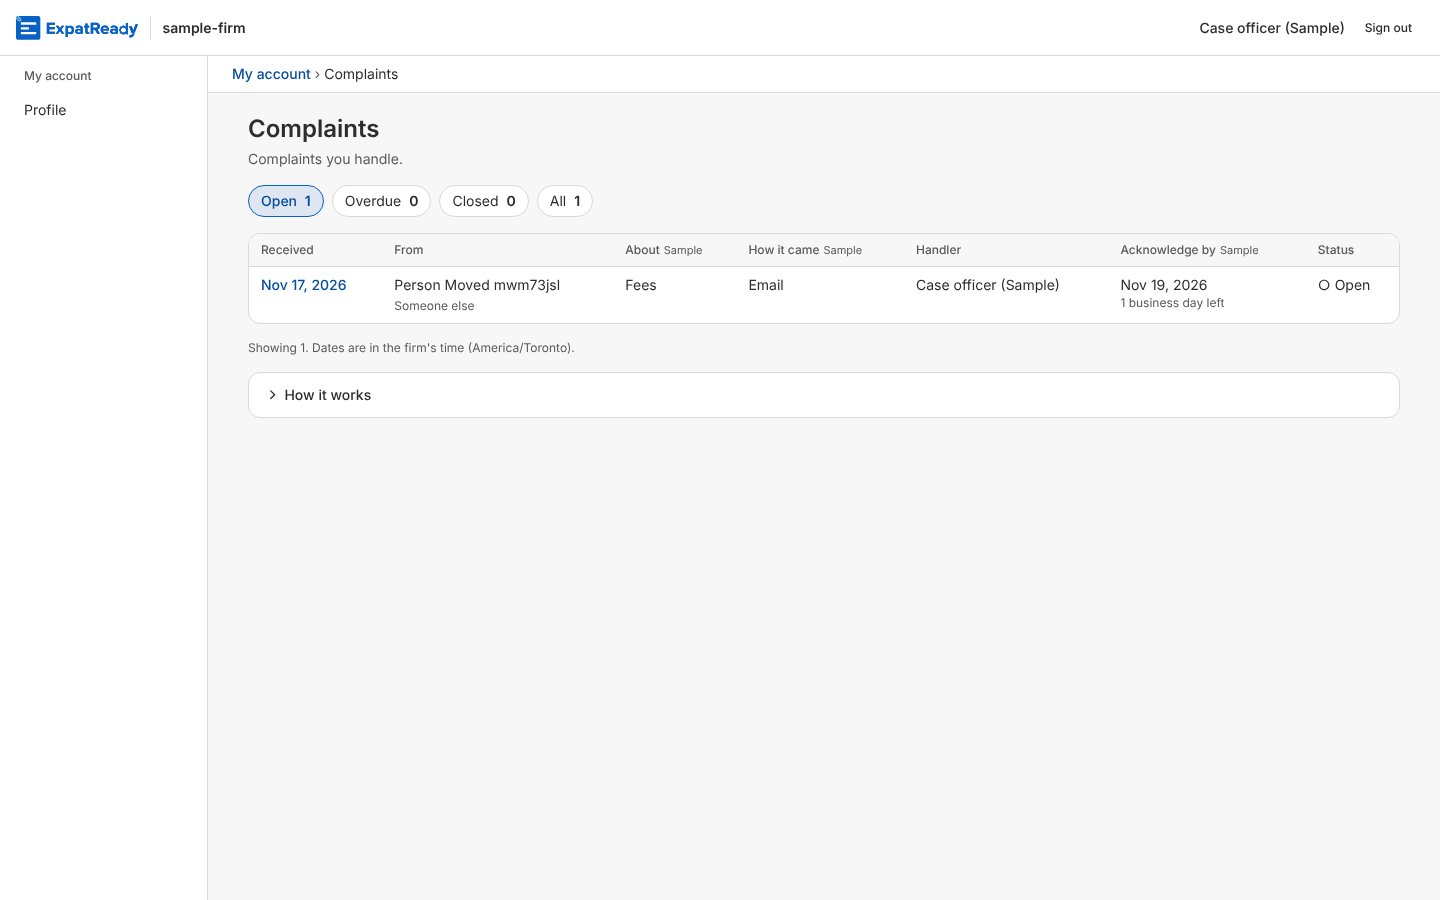 ExpatReady sample-firm Case officer (Sample) Sign out
My account
Profile
My account › Complaints
Complaints
Complaints you handle.
Open 1 Overdue 0 Closed 0 All 1
Received From About Sample How it came Sample Handler Acknowledge by Sample Status
Nov 17, 2026 Person Moved mwm73jsl Fees Email Case officer (Sample) Nov 19, 2026 Open
Someone else 1 business day left
Showing 1. Dates are in the firm's time (America/Toronto).
How it works